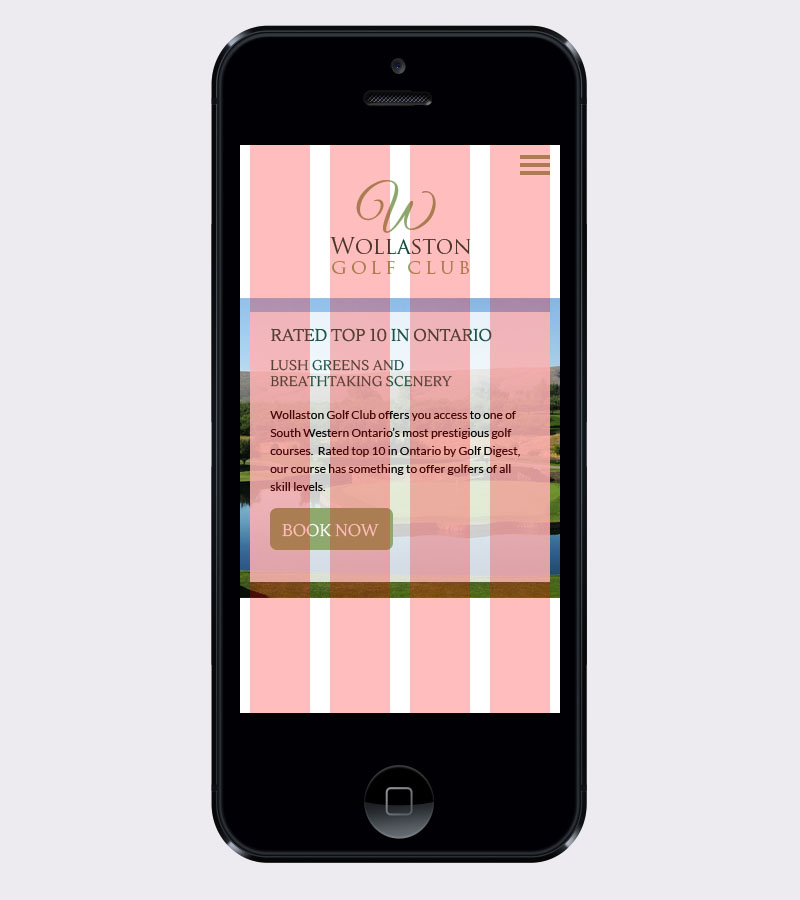 W
WOLLASTON
GOLF CLUB
RATED TOP 10 IN ONTARIO
LUSH GREENS AND
BREATHTAKING SCENERY
Wollaston Golf Club offers you access to one of
South Western Ontario's most prestigious golf
courses.  Rated top 10 in Ontario by Golf Digest,
our course has something to offer golfers of all
skill levels.
BOOK NOW